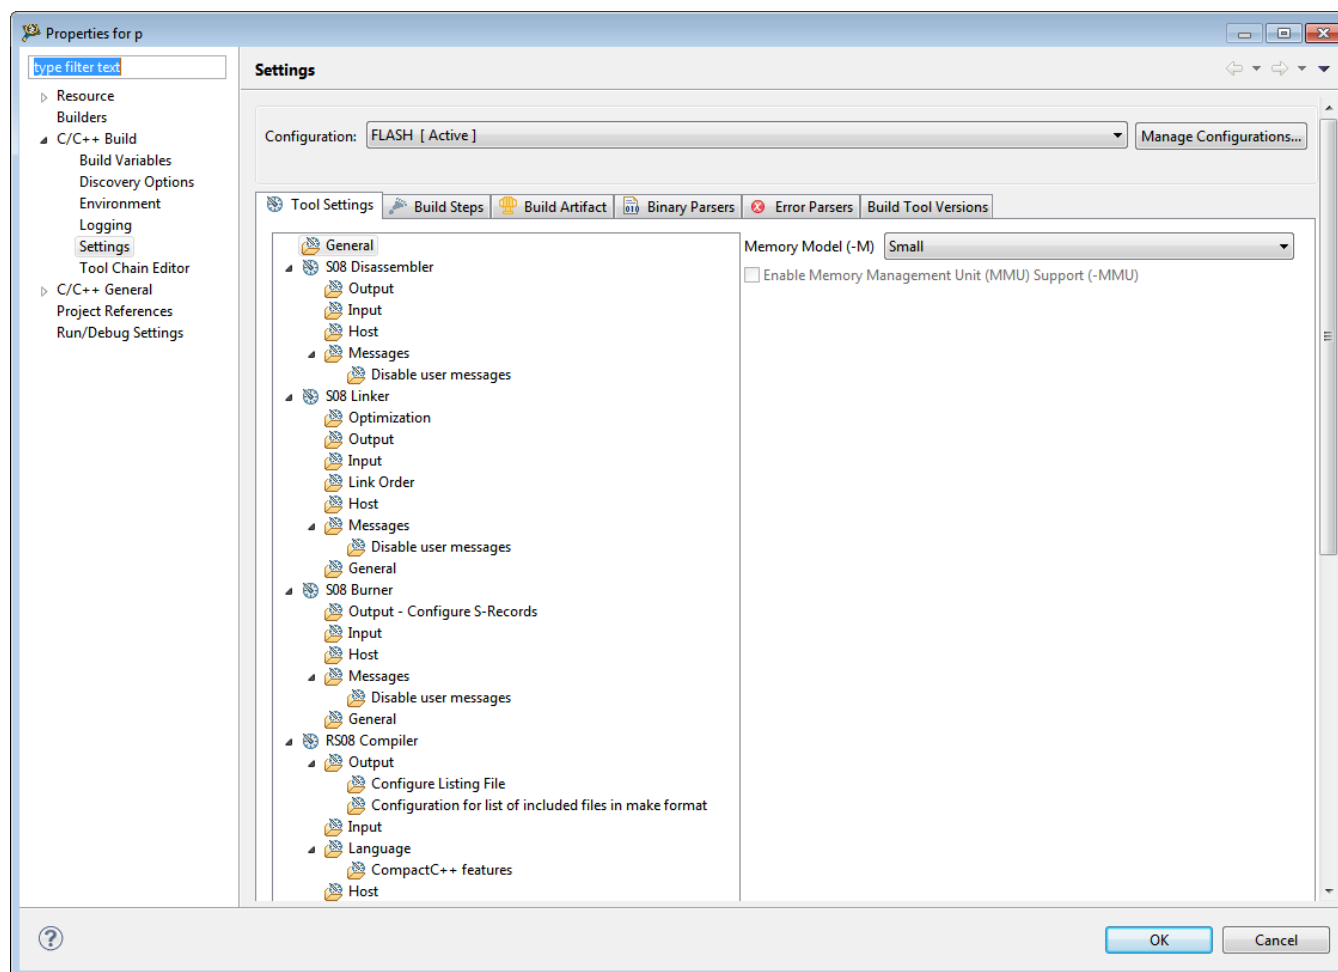 Properties for p
type filter text
Settings
Resource
Builders
C/C++ Build
Build Variables
Discovery Options
Environment
Logging
Settings
Tool Chain Editor
C/C++ General
Project References
Run/Debug Settings
Configuration: FLASH [ Active ] Manage Configurations...
Tool Settings Build Steps Build Artifact Binary Parsers Error Parsers Build Tool Versions
General
S08 Disassembler
Output
Input
Host
Messages
Disable user messages
S08 Linker
Optimization
Output
Input
Link Order
Host
Messages
Disable user messages
General
S08 Burner
Output - Configure S-Records
Input
Host
Messages
Disable user messages
General
RS08 Compiler
Output
Configure Listing File
Configuration for list of included files in make format
Input
Language
CompactC++ features
Host
Memory Model (-M) Small
Enable Memory Management Unit (MMU) Support (-MMU)
OK Cancel